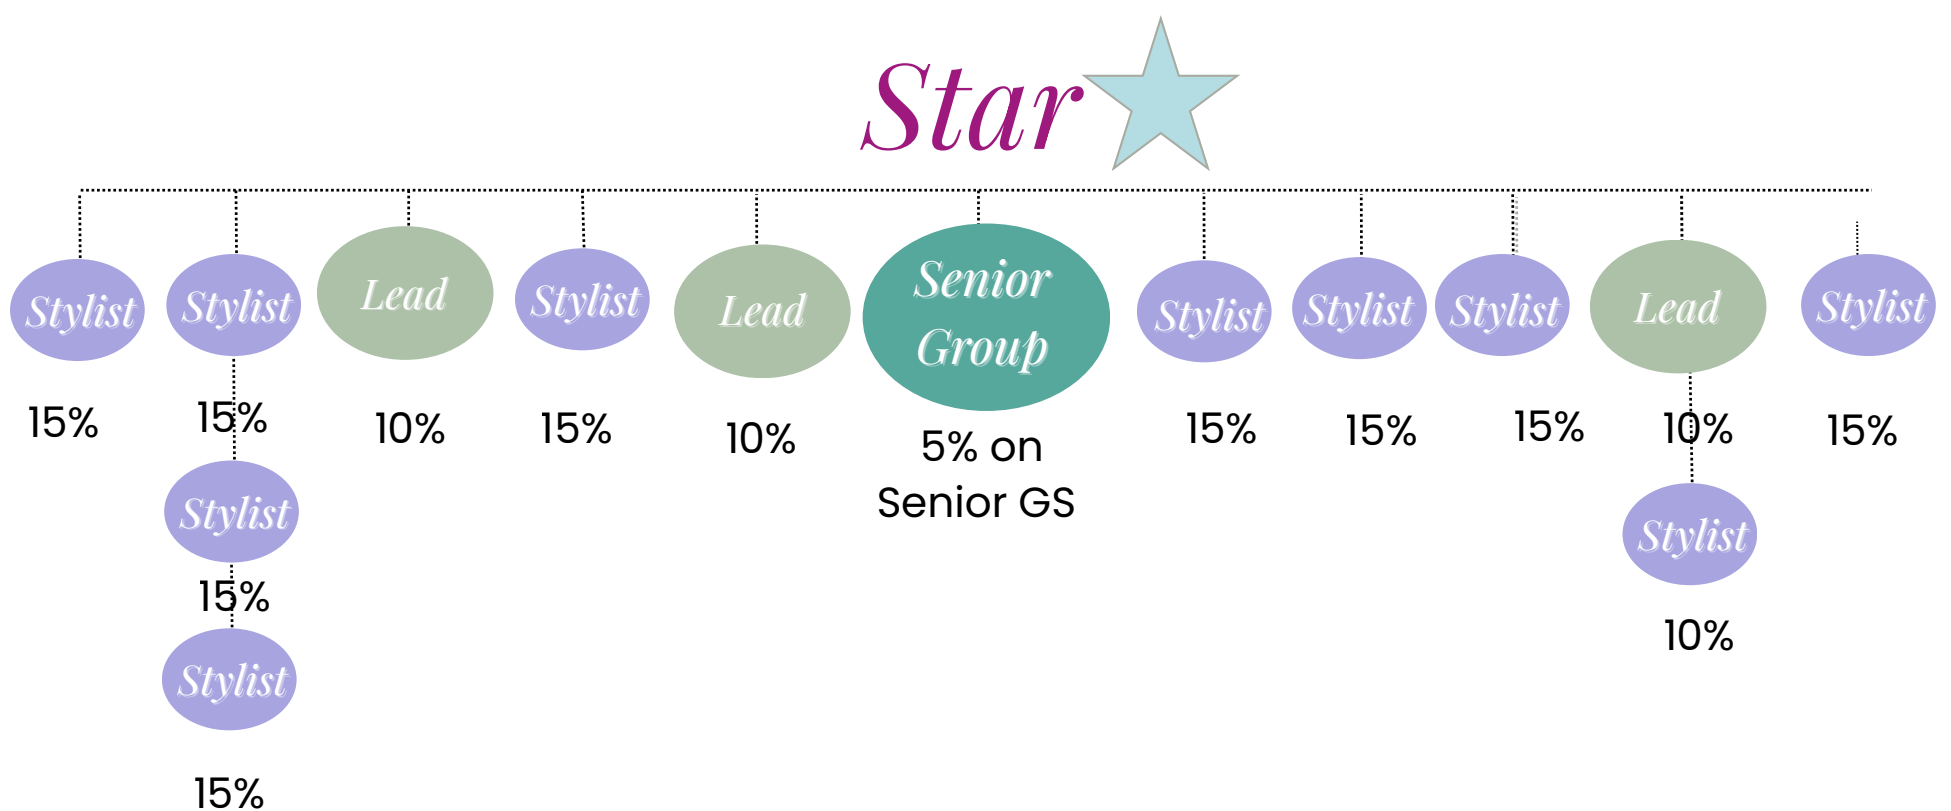 Star
Stylist
Stylist
Lead
Stylist
Lead
Senior
Group
Stylist
Stylist
Stylist
Lead
Stylist
15%
15%
10%
15%
10%
5% on
Senior GS
15%
15%
15%
10%
15%
Stylist
Stylist
15%
10%
Stylist
15%